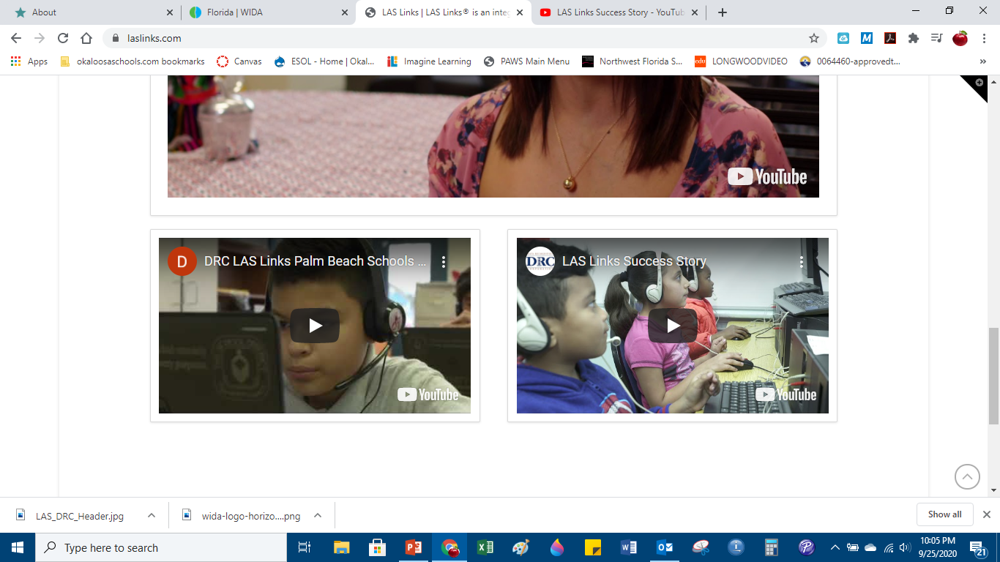 About
Florida | WIDA
LAS Links | LAS Links® is an integ
LAS Links Success Story - YouTub
laslinks.com
Apps
okaloosaschools.com bookmarks
Canvas
ESOL - Home | Okal...
Imagine Learning
PAWS Main Menu
Northwest Florida S...
edu
LONGWOODVIDEO
0064460-approvedt...
YouTube
D
DRC LAS Links Palm Beach Schools ...
YouTube
DRC
LAS Links Success Story
YouTube
LAS_DRC_Header.jpg
wida-logo-horizo....png
Show all
Type here to search
10:05 PM
9/25/2020
21